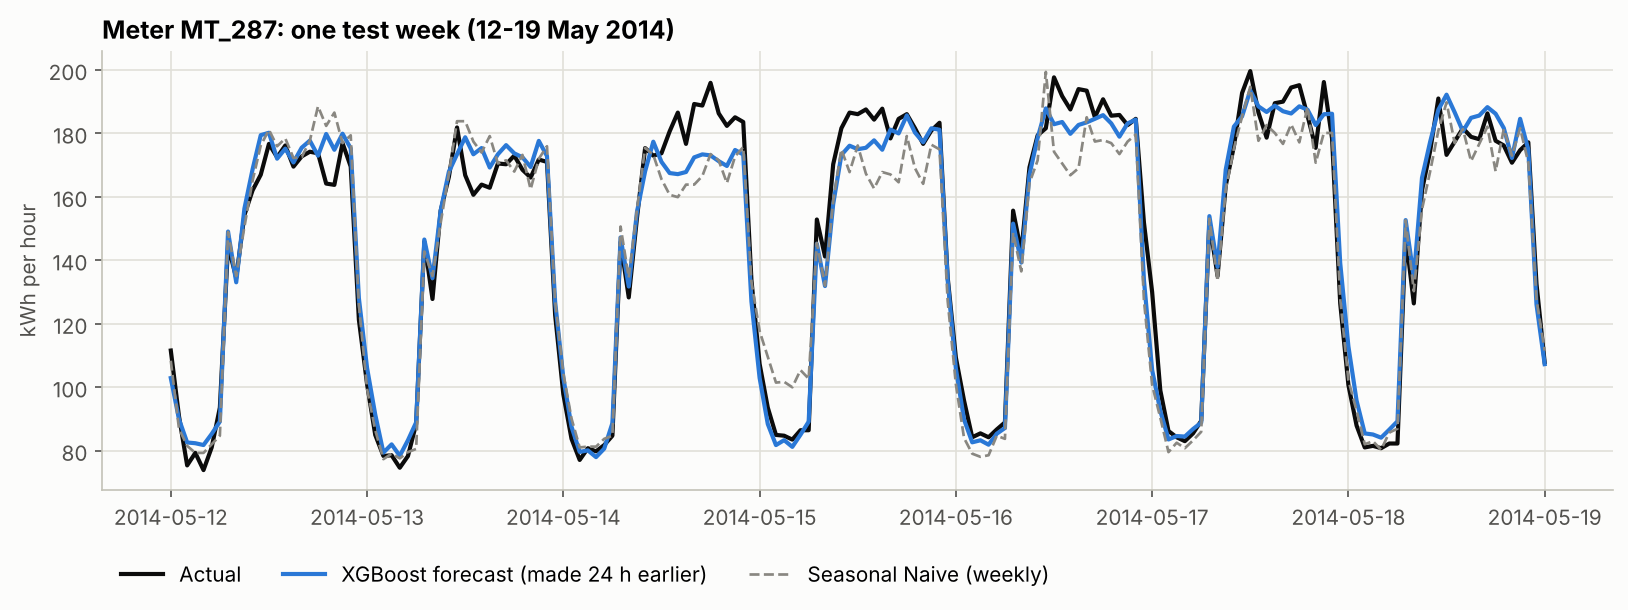 Meter MT_287: one test week (12-19 May 2014)
kWh per hour
200
180
160
140
120
100
80
2014-05-12 2014-05-13 2014-05-14 2014-05-15 2014-05-16 2014-05-17 2014-05-18 2014-05-19
Actual XGBoost forecast (made 24 h earlier) Seasonal Naive (weekly)